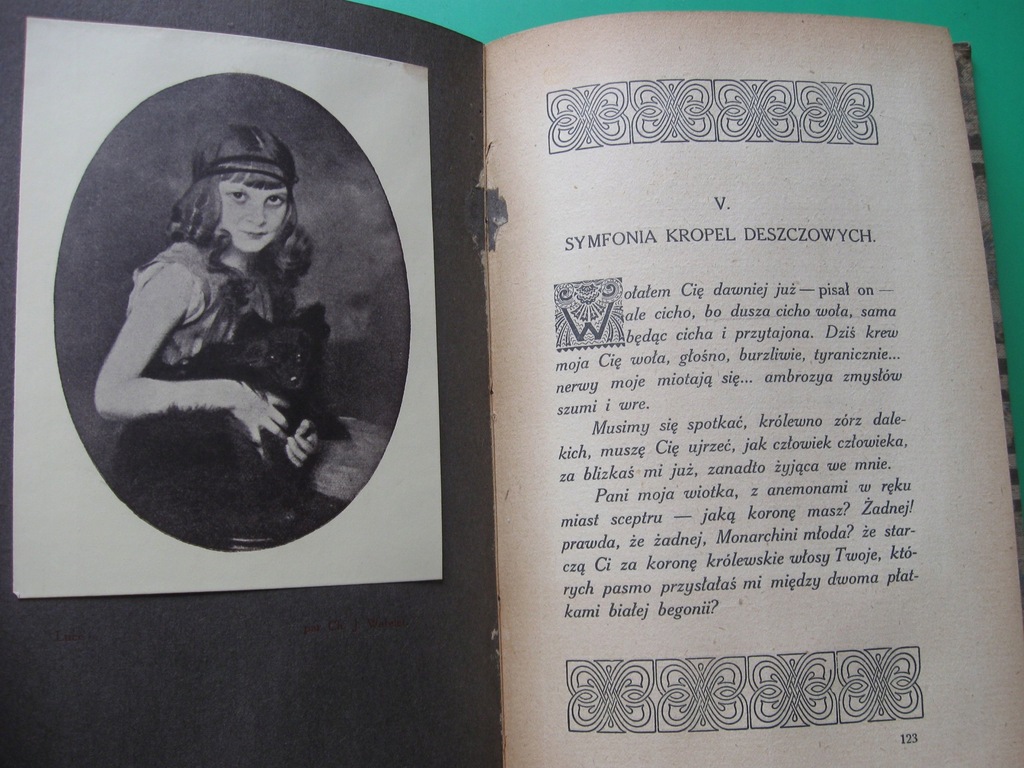 V.
SYMFONIA KROPEL DESZCZOWYCH.
Wołałem Cię dawniej już — pisał on —
ale cicho, bo dusza cicho woła, sama
będąc cicha i przytajona. Dziś krew
moja Cię woła, głośno, burzliwie, tyranicznie...
nerwy moje miotają się... ambrozya zmysłów
szumi i wre.
Musimy się spotkać, królewno zórz dale-
kich, muszę Cię ujrzeć, jak człowiek człowieka,
za blizkaś mi już, zanadto żyjąca we mnie.
Pani moja wiotka, z anemonami w ręku
miast sceptru — jaką koronę masz? Żadnej!
prawda, że żadnej, Monarchini młoda? że star-
czą Ci za koronę królewskie włosy Twoje, któ-
rych pasmo przysłałaś mi między dwoma płat-
kami białej begonii?
123